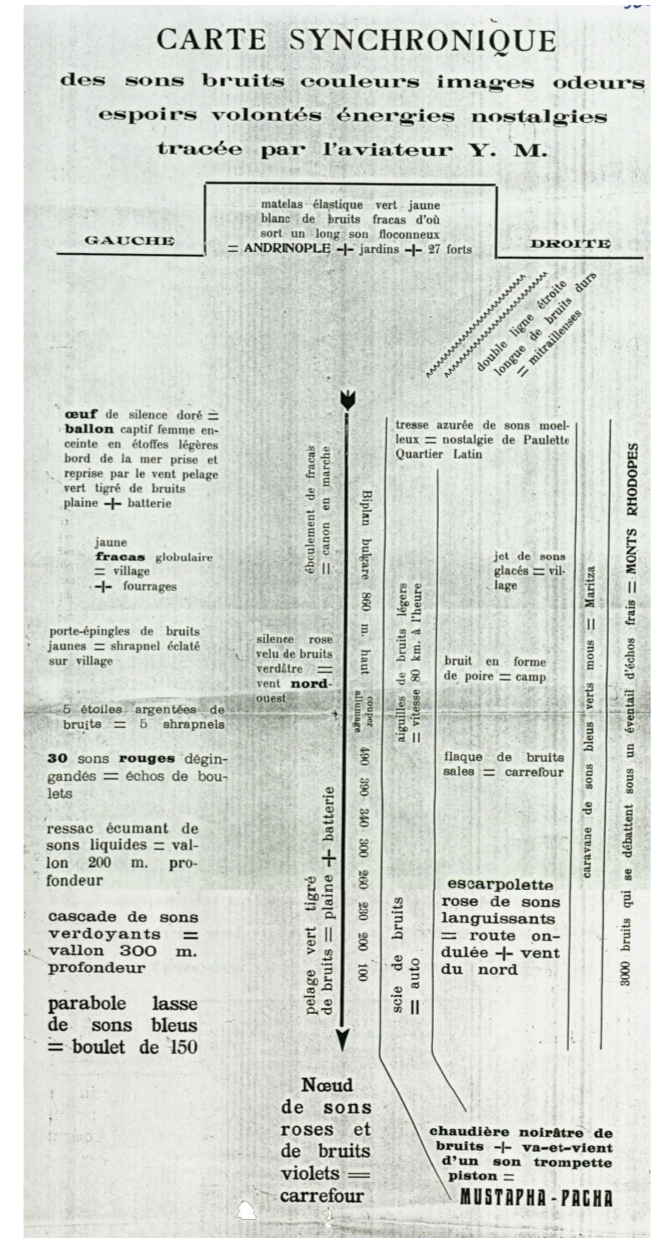 CARTE SYNCHRONIQUE
des sons bruits couleurs images odeurs
espoirs volontés énergies nostalgies
tracée par l'aviateur Y. M.
matelas élastique vert jaune
blanc de bruits fracas d'où
sort un long son floconneux
= ANDRINOPLE + jardins + 27 forts
GAUCHE
DROITE
double ligne étroite
longue de bruits durs
= mitrailleuses
œuf de silence doré =
ballon captif femme en-
ceinte en étoffes légères
bord de la mer prise et
reprise par le vent pelage
vert tigré de bruits
plaine + batterie
jaune
fracas globulaire
= village
+ fourrages
porte-épingles de bruits
jaunes = shrapnel éclaté
sur village
5 étoiles argentées de
bruits = 5 shrapnels
30 sons rouges dégin-
gandés = échos de bou-
lets
ressac écumant de
sons liquides = val-
lon 200 m. pro-
fondeur
cascade de sons
verdoyants =
vallon 300 m.
profondeur
parabole lasse
de sons bleus
= boulet de 150
éboulement de fracas
= canon en marche
silence rose
velu de bruits
verdâtre =
vent nord-
ouest
pelage vert tigré
de bruits = plaine + batterie
Biplan bulgare 860 m. haut couper
allumage 490 390 340 300 260 230 200 100
Nœud
de sons
roses et
de bruits
violets =
carrefour
tresse azurée de sons moel-
leux = nostalgie de Paulette
Quartier Latin
aiguilles de bruits légers
= vitesse 80 km. à l'heure
scie de bruits
= auto
jet de sons
glacés = vil-
lage
bruit en forme
de poire = camp
flaque de bruits
sales = carrefour
escarpolette
rose de sons
languissants
= route on-
dulée + vent
du nord
caravane de sons bleus verts mous = Maritza
3000 bruits qui se débattent sous un éventail d'échos frais = MONTS RHODOPES
chaudière noirâtre de
bruits + va-et-vient
d'un son trompette
piston =
MUSTAPHA-PACHA